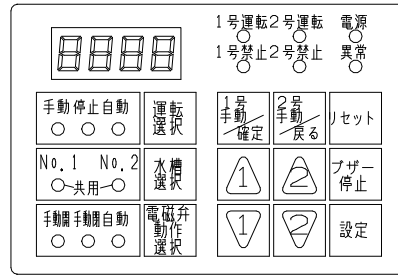 8888
1号運転 2号運転 電源
1号禁止 2号禁止 異常
手動 停止 自動
運転
選択
1号
手動
確定
2号
手動
戻る
リセット
No.1 No.2
共用
水槽
選択
1
2
ブザー
停止
手動開 手動閉 自動
電磁弁
動作
選択
1
2
設定